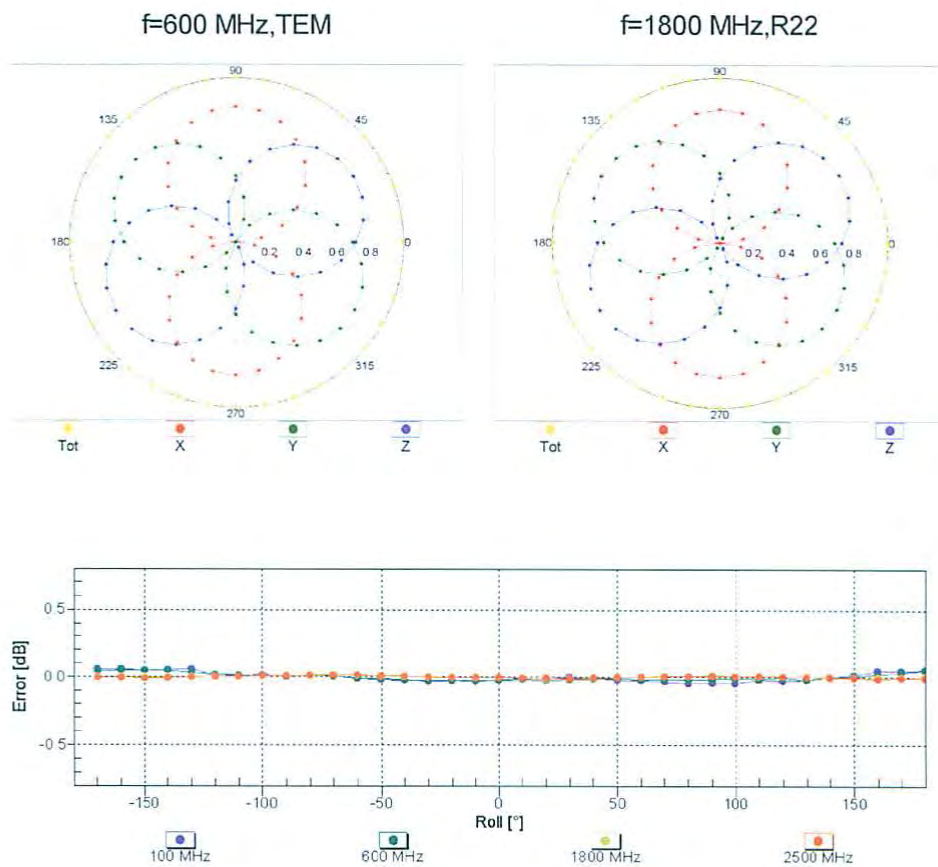 f=600 MHz,TEM
f=1800 MHz,R22
90
135
45
180
0.2 0.4 0.6 0.8
0
225
315
270
Tot X Y Z
90
135
45
180
0.2 0.4 0.6 0.8
0
225
315
270
Tot X Y Z
Error [dB]
0.5
0.0
-0.5
-150 -100 -50 0 50 100 150
Roll [°]
100 MHz 600 MHz 1800 MHz 2500 MHz